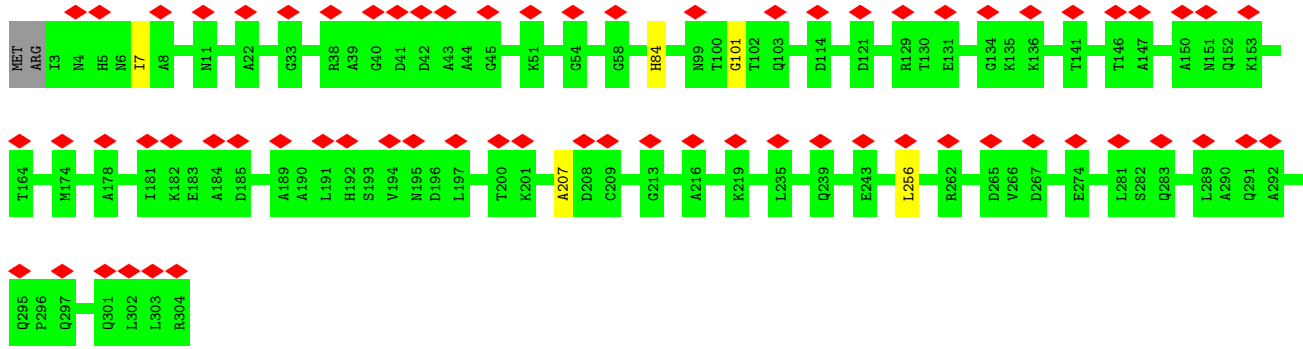 MET ARG I3 N4 H5 N6 I7 A8 N11 A22 G33 R38 A39 G40 D41 D42 A43 A44 G45 K51 G54 G58 H84 N99 T100 G101 T102 Q103 D114 D121 R129 T130 E131 G134 K135 K136 T141 T146 A147 A150 N151 Q152 K153
T164 M174 A178 I181 K182 E183 A184 D185 A189 A190 L191 H192 S193 V194 N195 D196 L197 T200 K201 A207 D208 C209 G213 A216 K219 L235 Q239 E243 L256 R262 D265 V266 D267 E274 L281 S282 Q283 L289 A290 Q291 A292
Q295 P296 Q297 Q301 L302 L303 R304